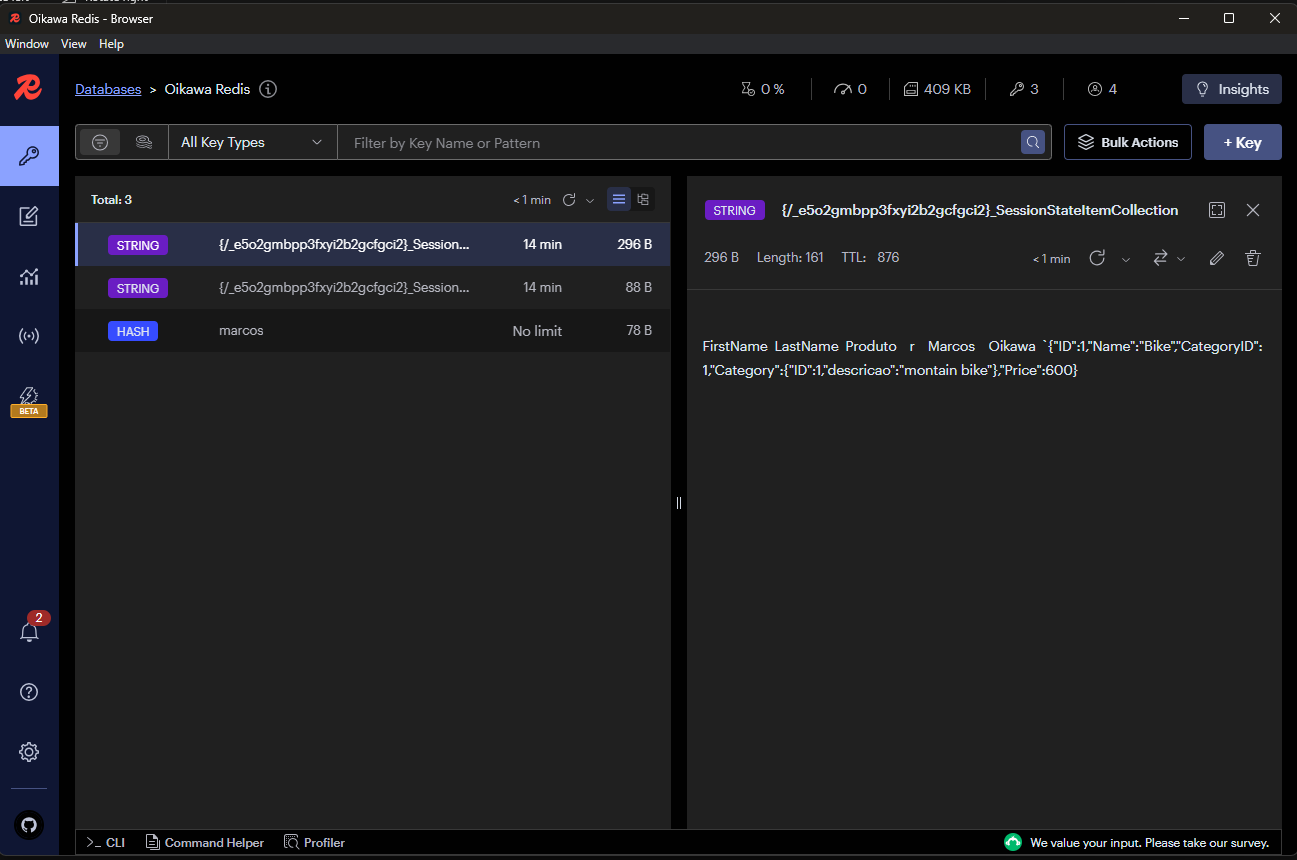 Oikawa Redis - Browser
Window View Help
Databases > Oikawa Redis 0 % 0 409 KB 3 4 Insights
All Key Types Filter by Key Name or Pattern Bulk Actions + Key
Total: 3 < 1 min
STRING {/_e5o2gmbpp3fxyi2b2gcfgci2}_Session... 14 min 296 B
STRING {/_e5o2gmbpp3fxyi2b2gcfgci2}_Session... 14 min 88 B
HASH marcos No limit 78 B
STRING {/_e5o2gmbpp3fxyi2b2gcfgci2}_SessionStateItemCollection
296 B Length: 161 TTL: 876 < 1 min
FirstName LastName Produto r Marcos Oikawa `{"ID":1,"Name":"Bike","CategoryID":
1,"Category":{"ID":1,"descricao":"montain bike"},"Price":600}
BETA
2
>_ CLI Command Helper Profiler We value your input. Please take our survey.